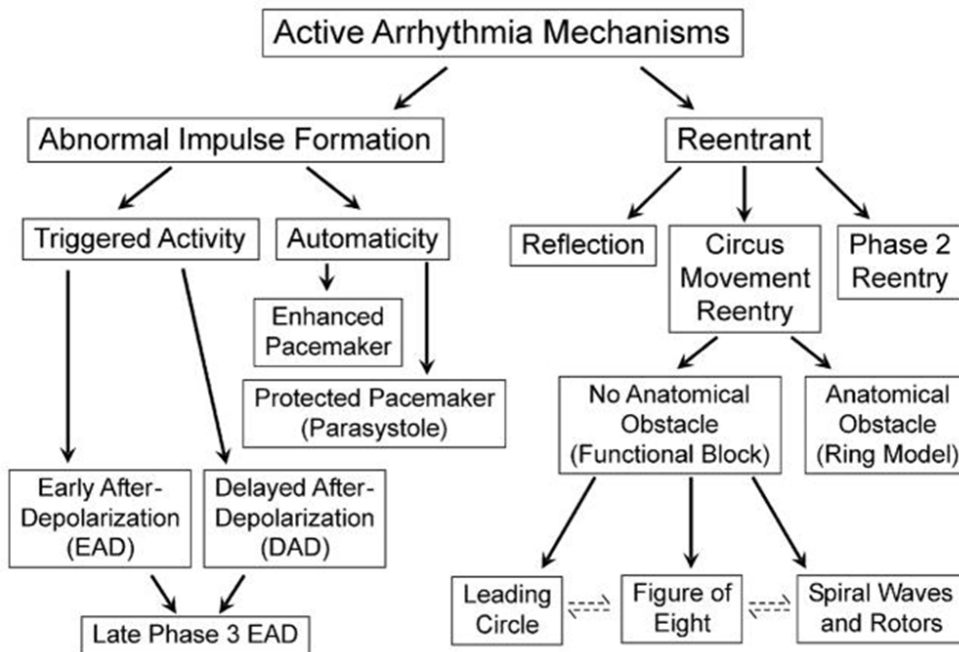 Active Arrhythmia Mechanisms
Abnormal Impulse Formation
Reentrant
Triggered Activity
Automaticity
Reflection
Circus
Movement
Reentry
Phase 2
Reentry
Enhanced
Pacemaker
Protected Pacemaker
(Parasystole)
No Anatomical
Obstacle
(Functional Block)
Anatomical
Obstacle
(Ring Model)
Early After-
Depolarization
(EAD)
Delayed After-
Depolarization
(DAD)
Late Phase 3 EAD
Leading
Circle
Figure of
Eight
Spiral Waves
and Rotors